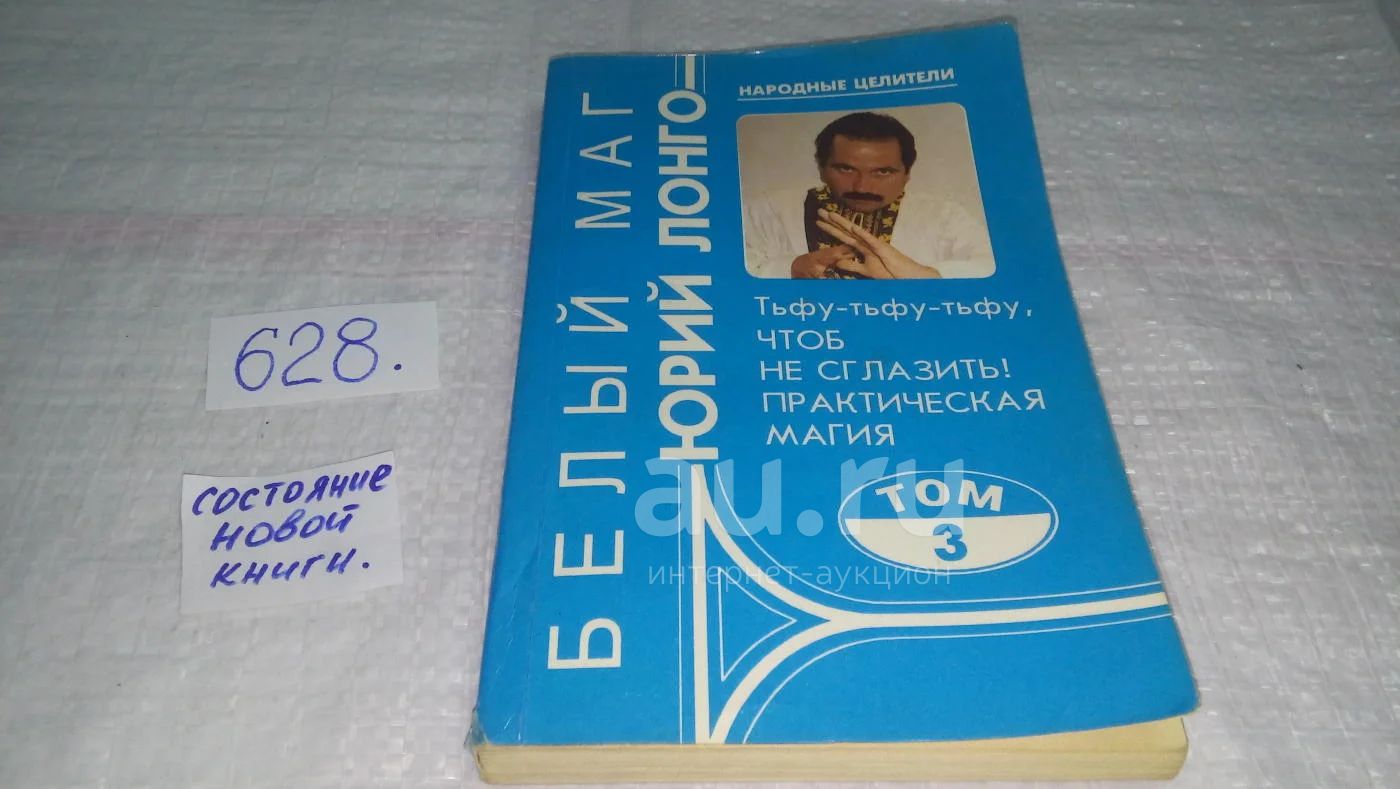 628.
состояние
новой
книги.
БЕЛЫЙ МАГ
ЮРИЙ ЛОНГО
НАРОДНЫЕ ЦЕЛИТЕЛИ
Тьфу-тьфу-тьфу,
ЧТОБ
НЕ СГЛАЗИТЬ!
ПРАКТИЧЕСКАЯ
МАГИЯ
ТОМ
3
au.ru
интернет-аукцион